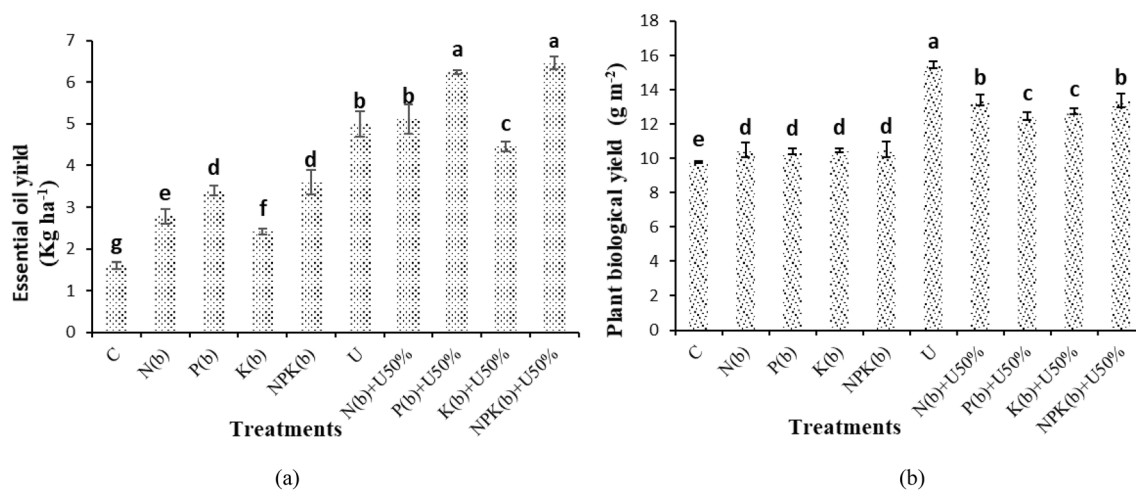 Essential oil yirld
(Kg ha⁻¹)
7
6
5
4
3
2
1
0
g
e
d
f
d
b
b
a
c
a
C
N(b)
P(b)
K(b)
NPK(b)
U
N(b)+U50%
P(b)+U50%
K(b)+U50%
NPK(b)+U50%
Treatments
(a)
Plant biological yield (g m⁻²)
18
16
14
12
10
8
6
4
2
0
e
d
d
d
d
a
b
c
c
b
C
N(b)
P(b)
K(b)
NPK(b)
U
N(b)+U50%
P(b)+U50%
K(b)+U50%
NPK(b)+U50%
Treatments
(b)